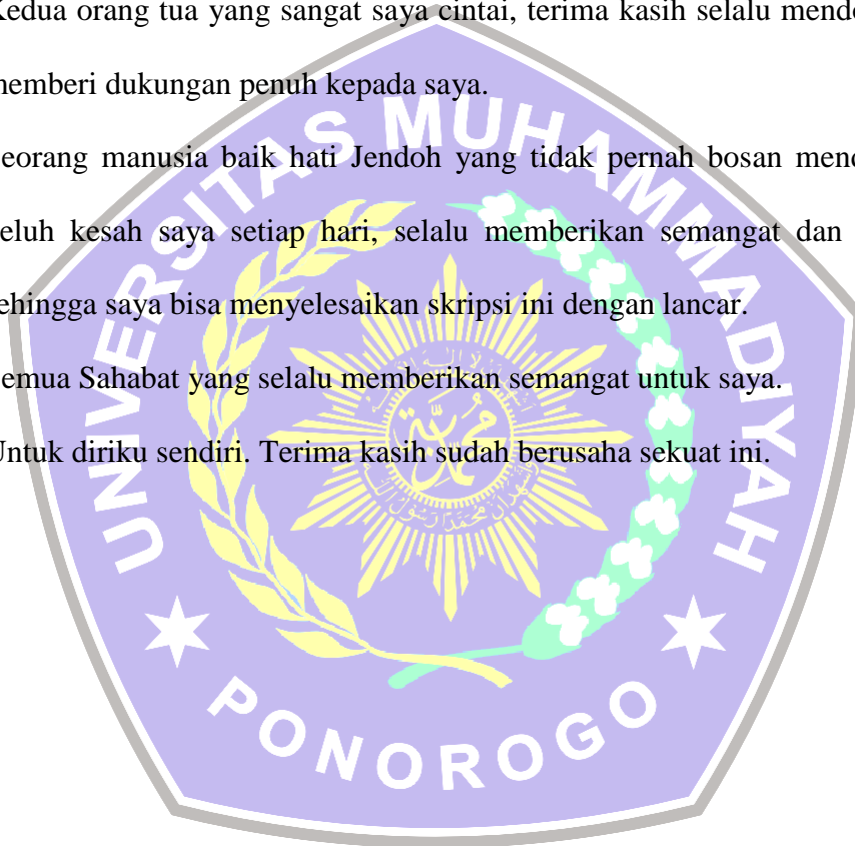 Kedua orang tua yang sangat saya cintai, terima kasih selalu mendo
memberi dukungan penuh kepada saya.
eorang manusia baik hati Jendoh yang tidak pernah bosan mend
eluh kesah saya setiap hari, selalu memberikan semangat dan
ehingga saya bisa menyelesaikan skripsi ini dengan lancar.
emua Sahabat yang selalu memberikan semangat untuk saya.
Untuk diriku sendiri. Terima kasih sudah berusaha sekuat ini.
UNIVERSITAS MUHAMMADIYAH
PONOROGO